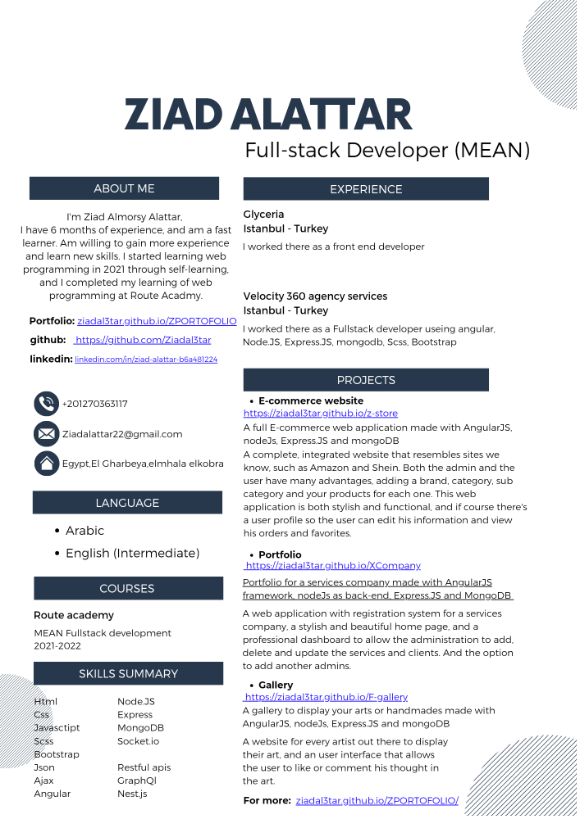 ZIAD ALATTAR
Full-stack Developer (MEAN)
ABOUT ME
I'm Ziad Almorsy Alattar,
I have 6 months of experience, and am a fast
learner. Am willing to gain more experience
and learn new skills. I started learning web
programming in 2021 through self-learning,
and I completed my learning of web
programming at Route Acadmy.
Portfolio: ziadal3tar.github.io/ZPORTOFOLIO
github: https://github.com/Ziadal3tar
linkedin: linkedin.com/in/ziad-alattar-b6a481224
+201270363117
Ziadalattar22@gmail.com
Egypt,El Gharbeya,elmhala elkobra
LANGUAGE
• Arabic
• English (Intermediate)
COURSES
Route academy
MEAN Fullstack development
2021-2022
SKILLS SUMMARY
Html
Css
Javasctipt
Scss
Bootstrap
Json
Ajax
Angular
Node.JS
Express
MongoDB
Socket.io
Restful apis
GraphQl
Nest.js
EXPERIENCE
Glyceria
Istanbul - Turkey
I worked there as a front end developer
Velocity 360 agency services
Istanbul - Turkey
I worked there as a Fullstack developer useing angular,
Node.JS, Express.JS, mongodb, Scss, Bootstrap
PROJECTS
• E-commerce website
https://ziadal3tar.github.io/z-store
A full E-commerce web application made with AngularJS,
nodeJs, Express.JS and mongoDB
A complete, integrated website that resembles sites we
know, such as Amazon and Shein. Both the admin and the
user have many advantages, adding a brand, category, sub
category and your products for each one. This web
application is both stylish and functional, and if course there's
a user profile so the user can edit his information and view
his orders and favorites.
• Portfolio
https://ziadal3tar.github.io/XCompany
Portfolio for a services company made with AngularJS
framework, nodeJs as back-end, Express.JS and MongoDB
A web application with registration system for a services
company, a stylish and beautiful home page, and a
professional dashboard to allow the administration to add,
delete and update the services and clients. And the option
to add another admins.
• Gallery
https://ziadal3tar.github.io/F-gallery
A gallery to display your arts or handmades made with
AngularJS, nodeJs, Express.JS and mongoDB
A website for every artist out there to display
their art, and an user interface that allows
the user to like or comment his thought in
the art.
For more: ziadal3tar.github.io/ZPORTOFOLIO/